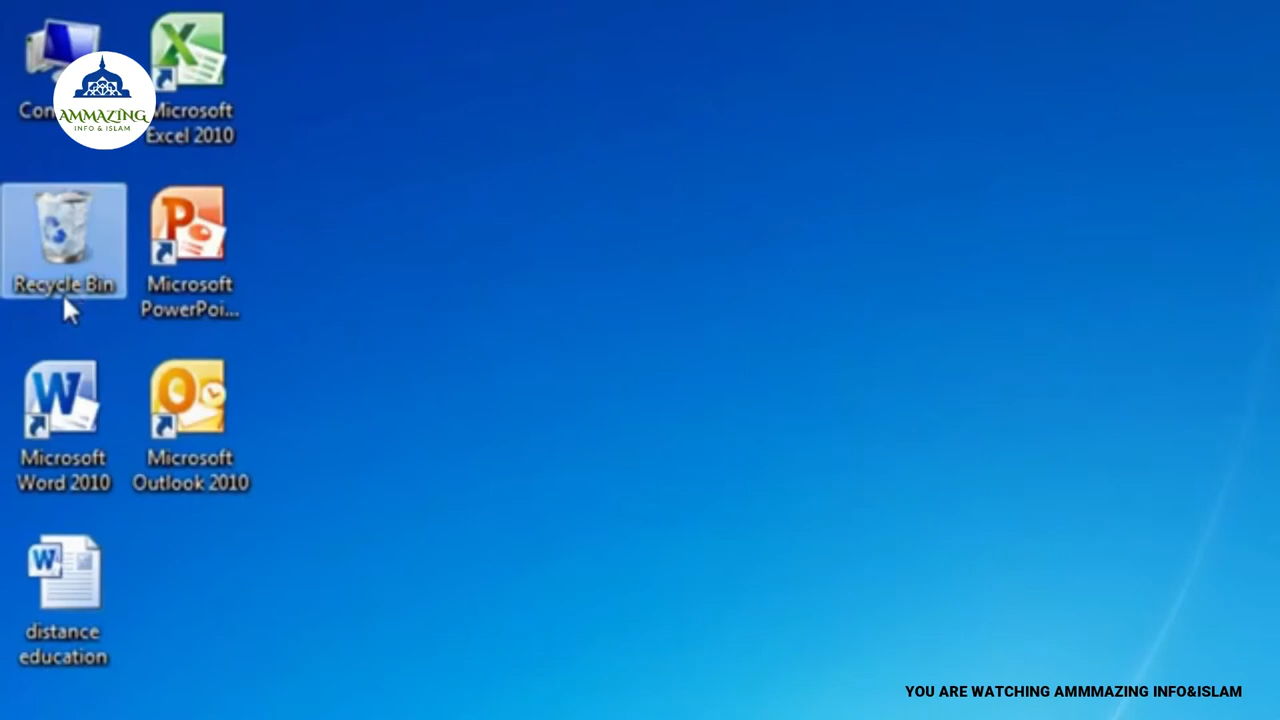 Com
AMMAZING
INFO & ISLAM
Microsoft
Excel 2010
Recycle Bin
Microsoft
PowerPoi...
Microsoft
Word 2010
Microsoft
Outlook 2010
distance
education
YOU ARE WATCHING AMMMAZING INFO&ISLAM